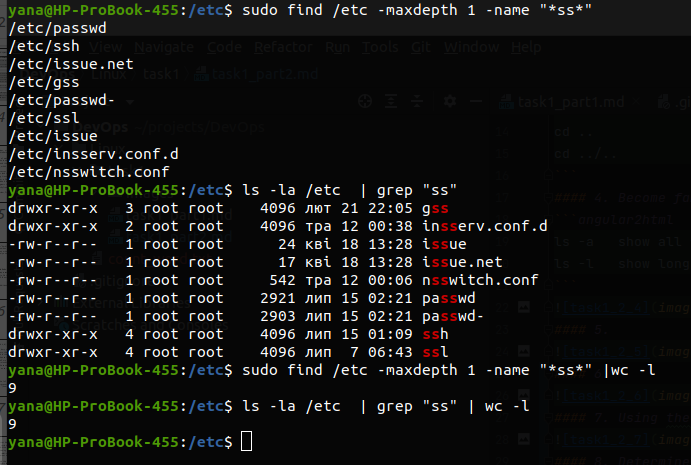 yana@HP-ProBook-455:/etc$ sudo find /etc -maxdepth 1 -name "*ss*"
/etc/passwd
/etc/ssh
/etc/issue.net
/etc/gss
/etc/passwd-
/etc/ssl
/etc/issue
/etc/insserv.conf.d
/etc/nsswitch.conf
yana@HP-ProBook-455:/etc$ ls -la /etc  | grep "ss"
drwxr-xr-x   3 root root    4096 лют 21 22:05 gss
drwxr-xr-x   2 root root    4096 тра 12 00:38 insserv.conf.d
-rw-r--r--   1 root root      24 кві 18 13:28 issue
-rw-r--r--   1 root root      17 кві 18 13:28 issue.net
-rw-r--r--   1 root root     542 тра 12 00:06 nsswitch.conf
-rw-r--r--   1 root root    2921 лип 15 02:21 passwd
-rw-r--r--   1 root root    2903 лип 15 02:21 passwd-
drwxr-xr-x   4 root root    4096 лип 15 01:09 ssh
drwxr-xr-x   4 root root    4096 лип  7 06:43 ssl
yana@HP-ProBook-455:/etc$ sudo find /etc -maxdepth 1 -name "*ss*" |wc -l
9
yana@HP-ProBook-455:/etc$ ls -la /etc  | grep "ss" | wc -l
9
yana@HP-ProBook-455:/etc$